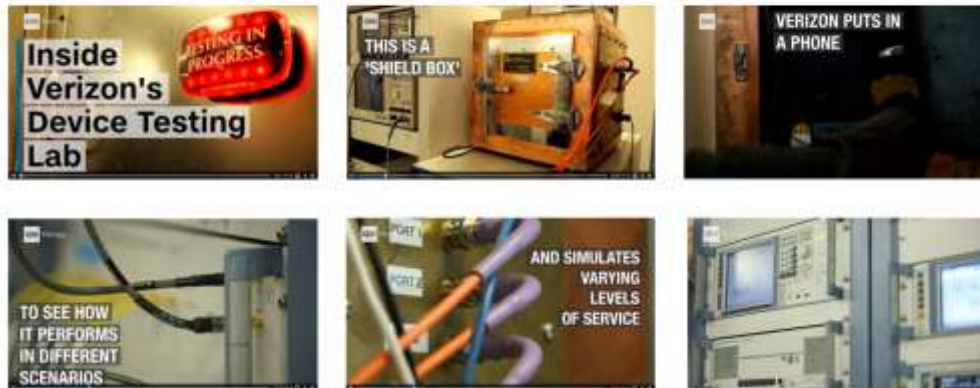 Inside
Verizon's
Device Testing
Lab
TESTING IN
PROGRESS
THIS IS A
'SHIELD BOX'
VERIZON PUTS IN
A PHONE
TO SEE HOW
IT PERFORMS
IN DIFFERENT
SCENARIOS
PORT 1
PORT 2
AND SIMULATES
VARYING
LEVELS
OF SERVICE